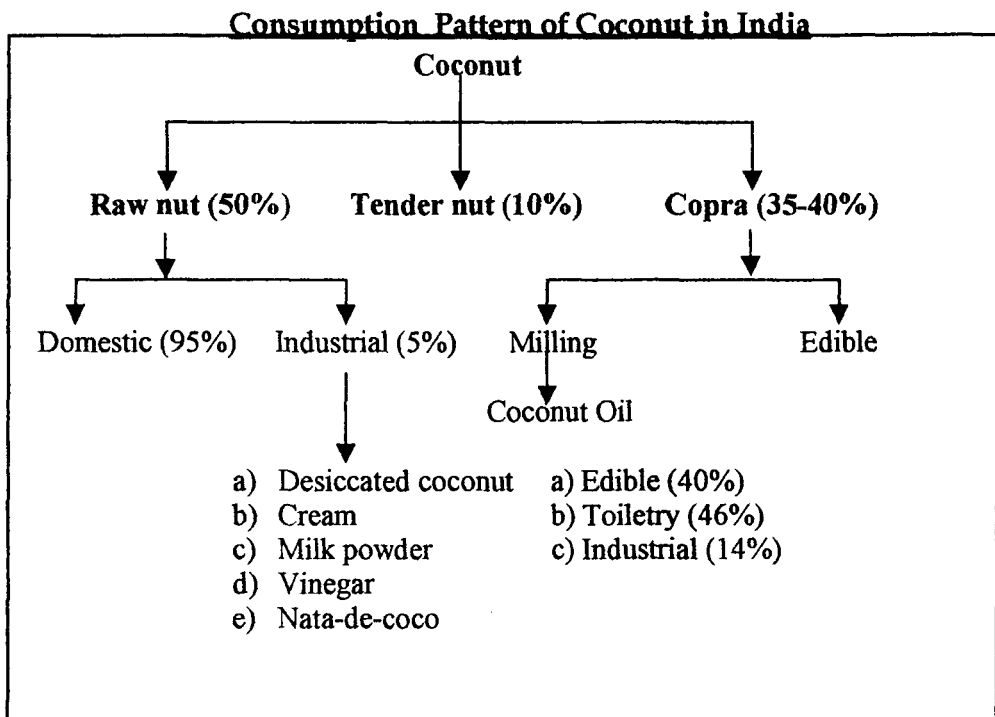 Consumption Pattern of Coconut in India
Coconut
Raw nut (50%) Tender nut (10%) Copra (35-40%)
Domestic (95%) Industrial (5%) Milling Edible
Coconut Oil
a) Desiccated coconut a) Edible (40%)
b) Cream b) Toiletry (46%)
c) Milk powder c) Industrial (14%)
d) Vinegar
e) Nata-de-coco